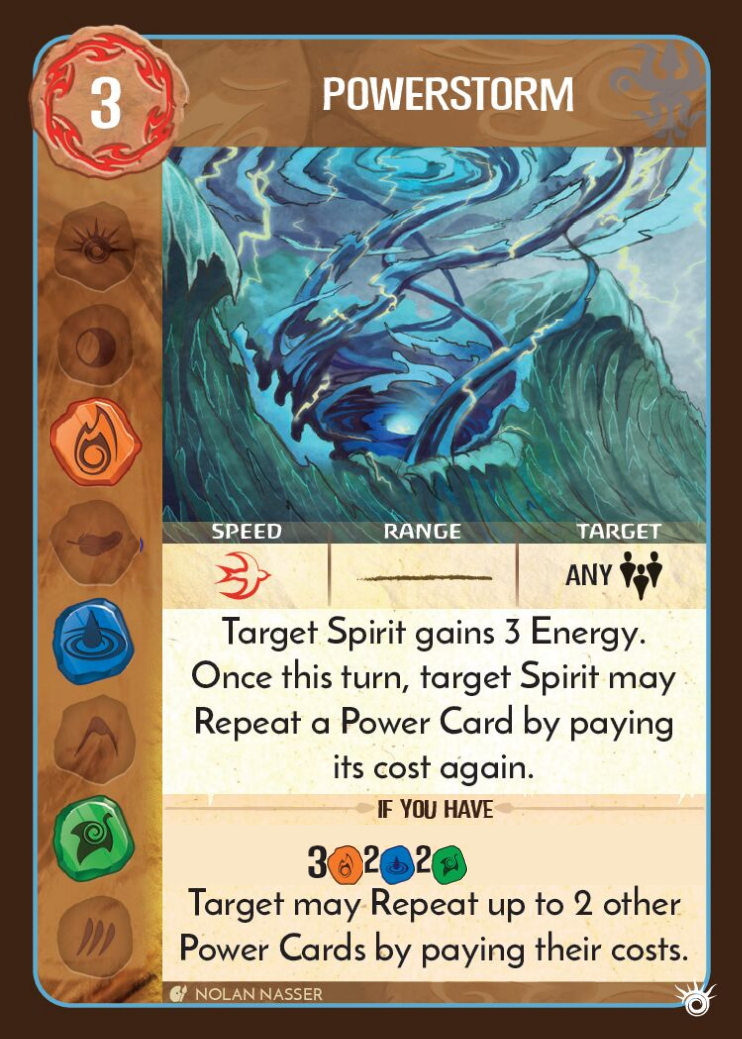 3
POWERSTORM
SPEED RANGE TARGET
ANY
Target Spirit gains 3 Energy.
Once this turn, target Spirit may
Repeat a Power Card by paying
its cost again.
IF YOU HAVE
3 2 2
Target may Repeat up to 2 other
Power Cards by paying their costs.
NOLAN NASSER